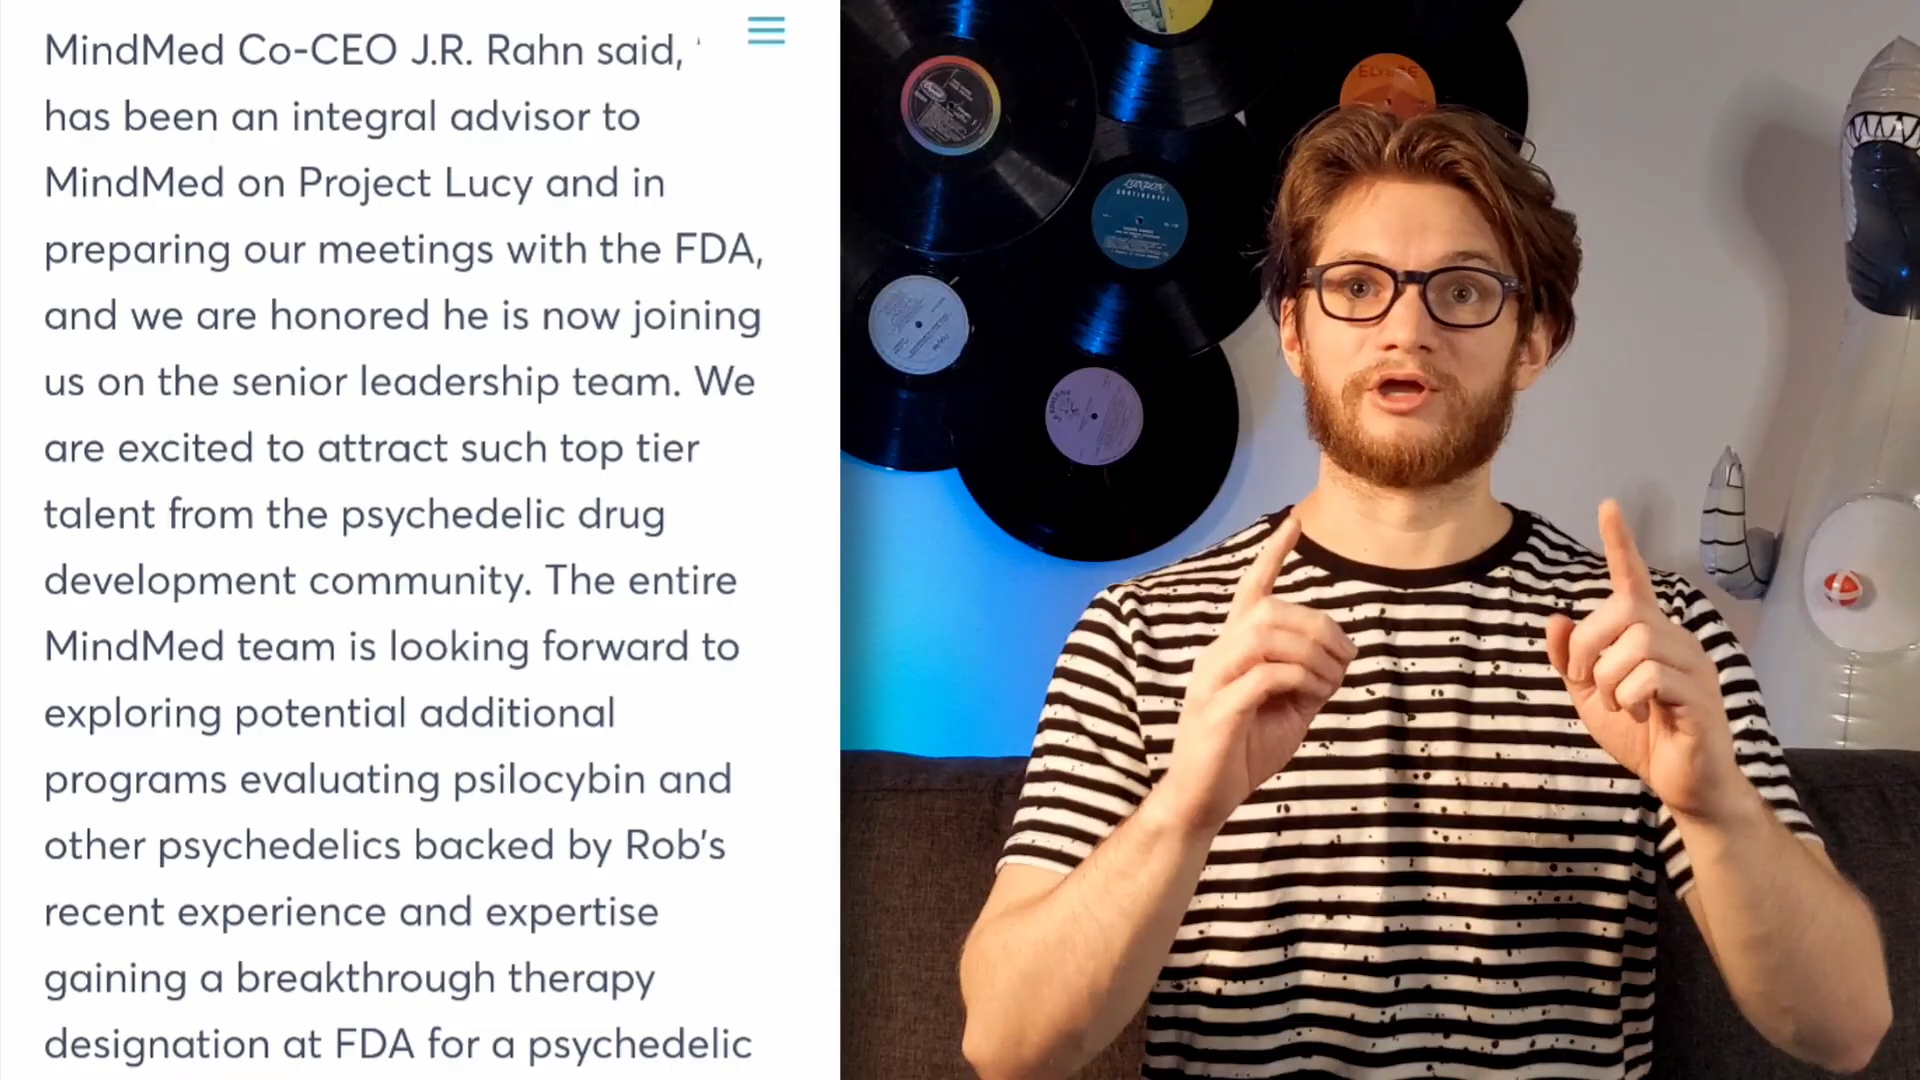 MindMed Co-CEO J.R. Rahn said, '
has been an integral advisor to
MindMed on Project Lucy and in
preparing our meetings with the FDA,
and we are honored he is now joining
us on the senior leadership team. We
are excited to attract such top tier
talent from the psychedelic drug
development community. The entire
MindMed team is looking forward to
exploring potential additional
programs evaluating psilocybin and
other psychedelics backed by Rob's
recent experience and expertise
gaining a breakthrough therapy
designation at FDA for a psychedelic
LONDON
CONTINENTAL